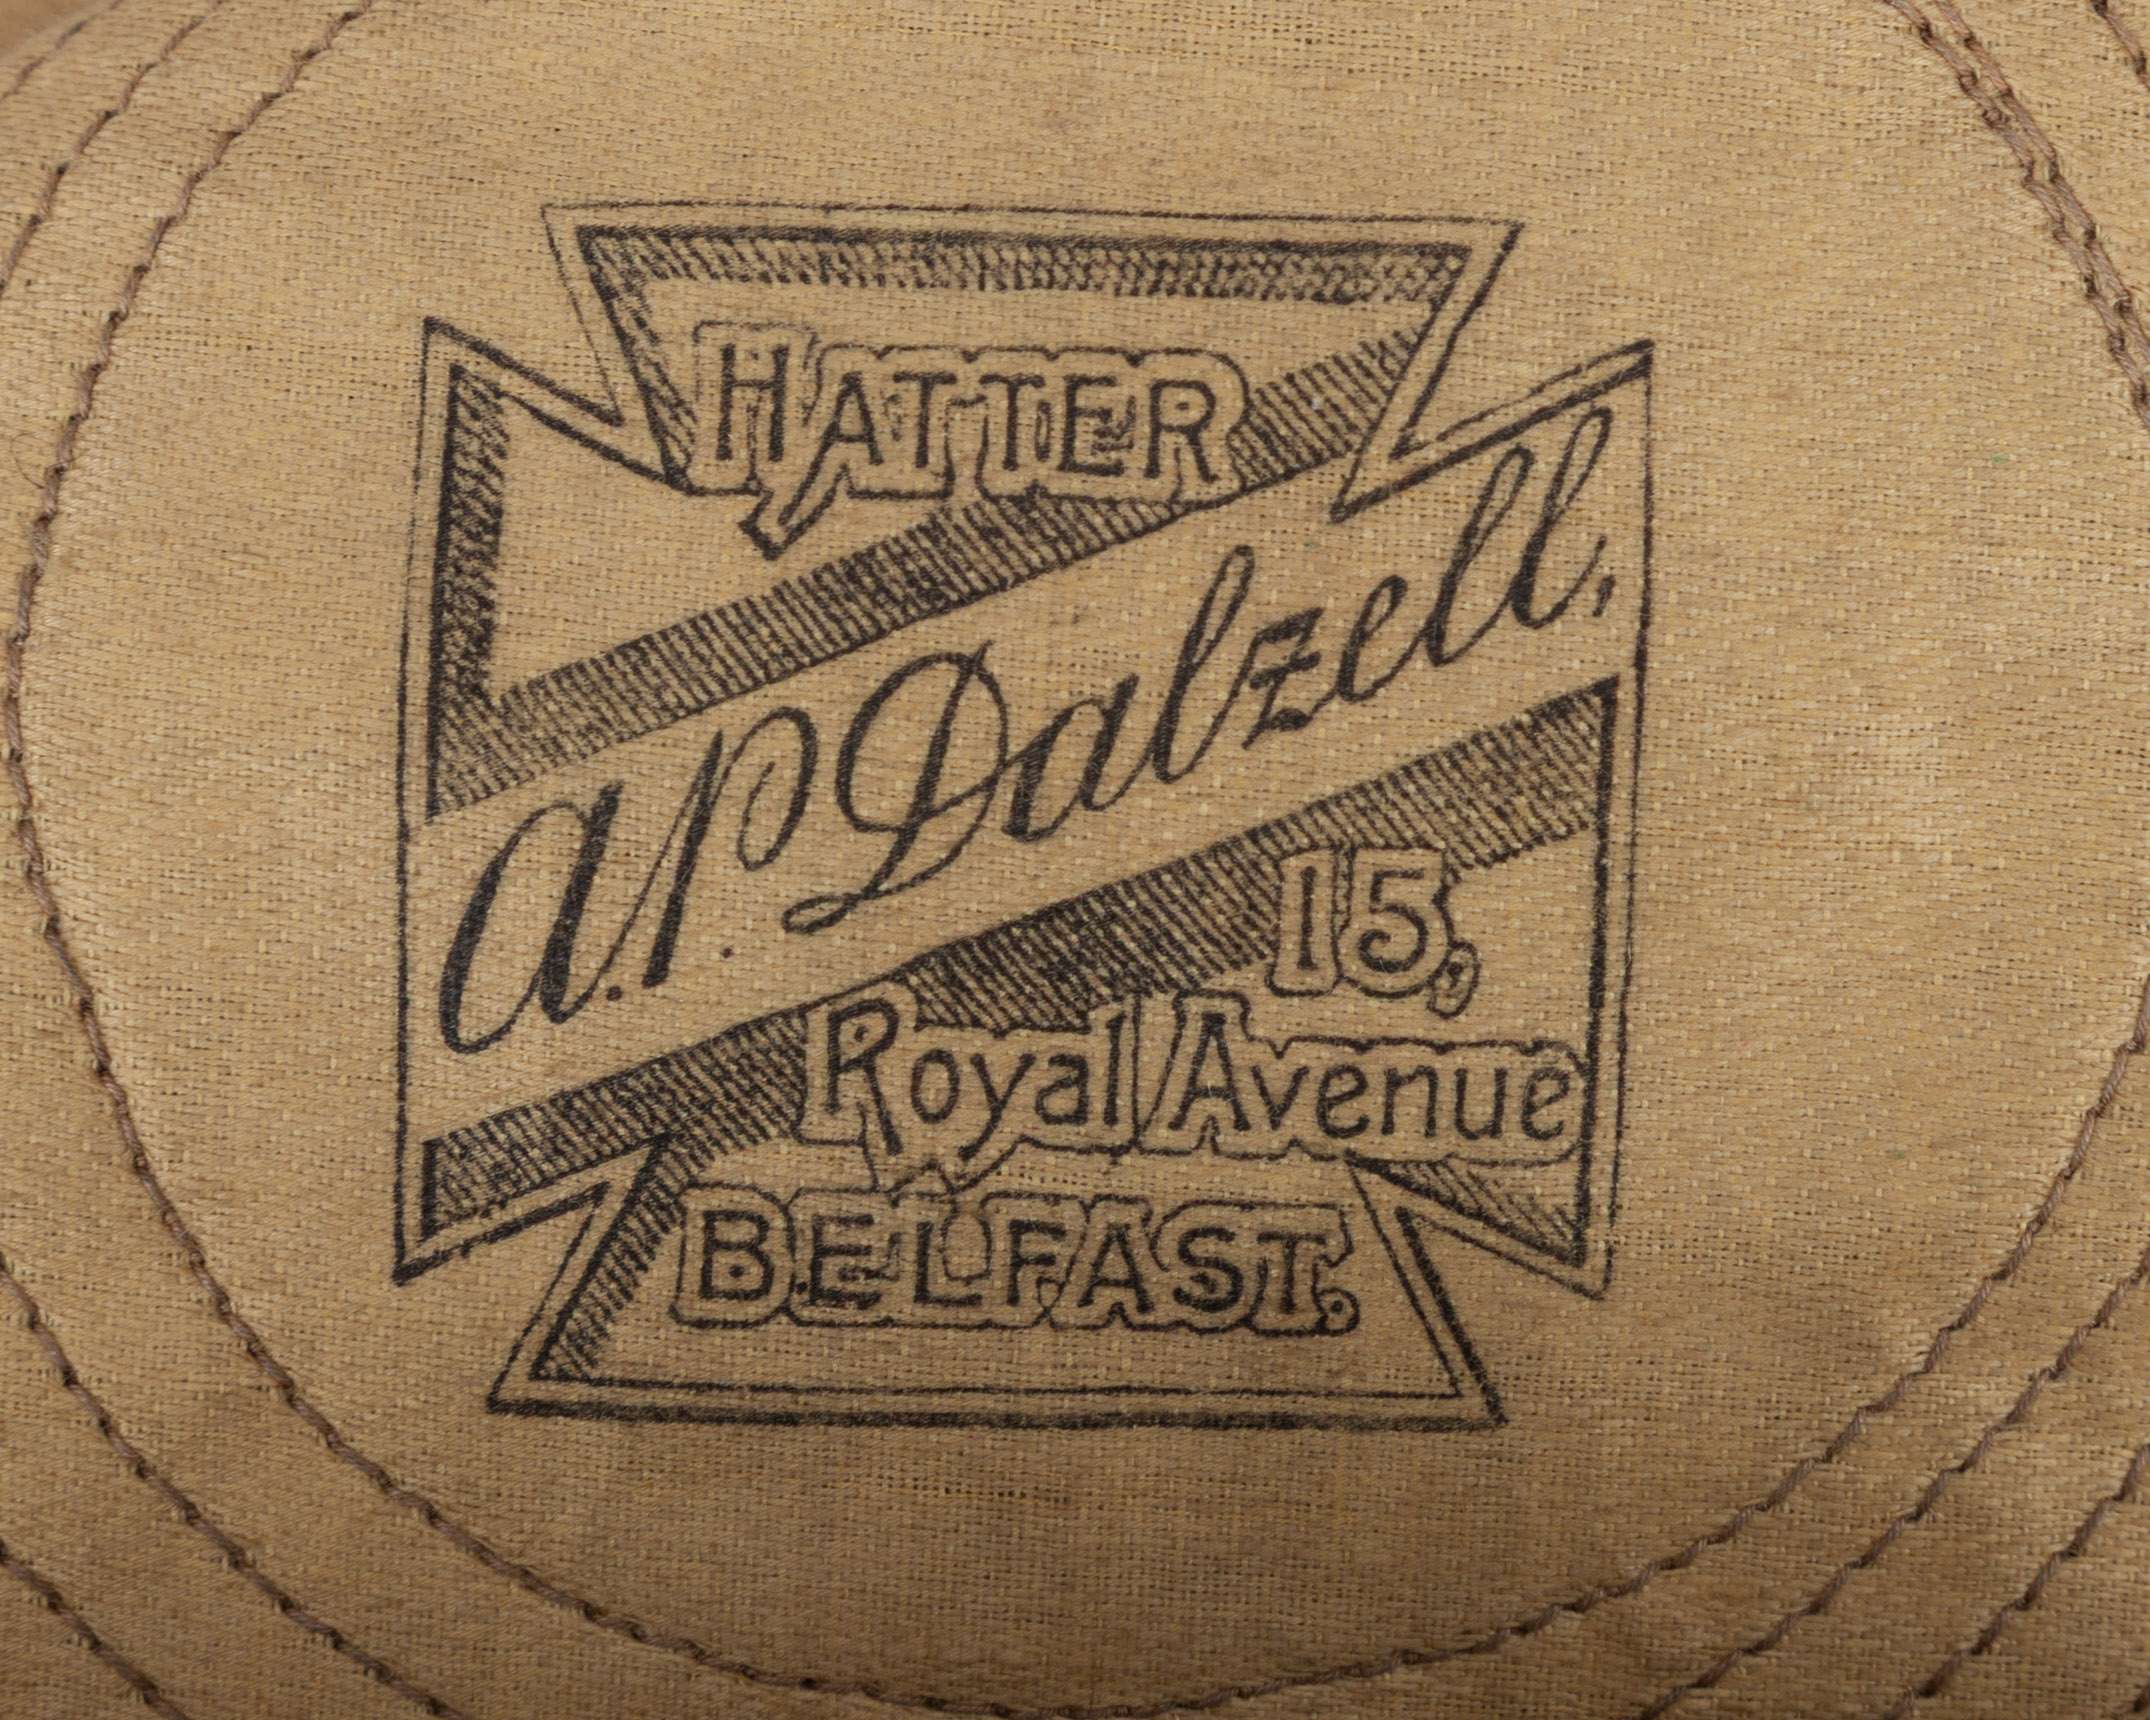 HATTER
A.P. Dalzell,
15,
Royal Avenue
BELFAST.